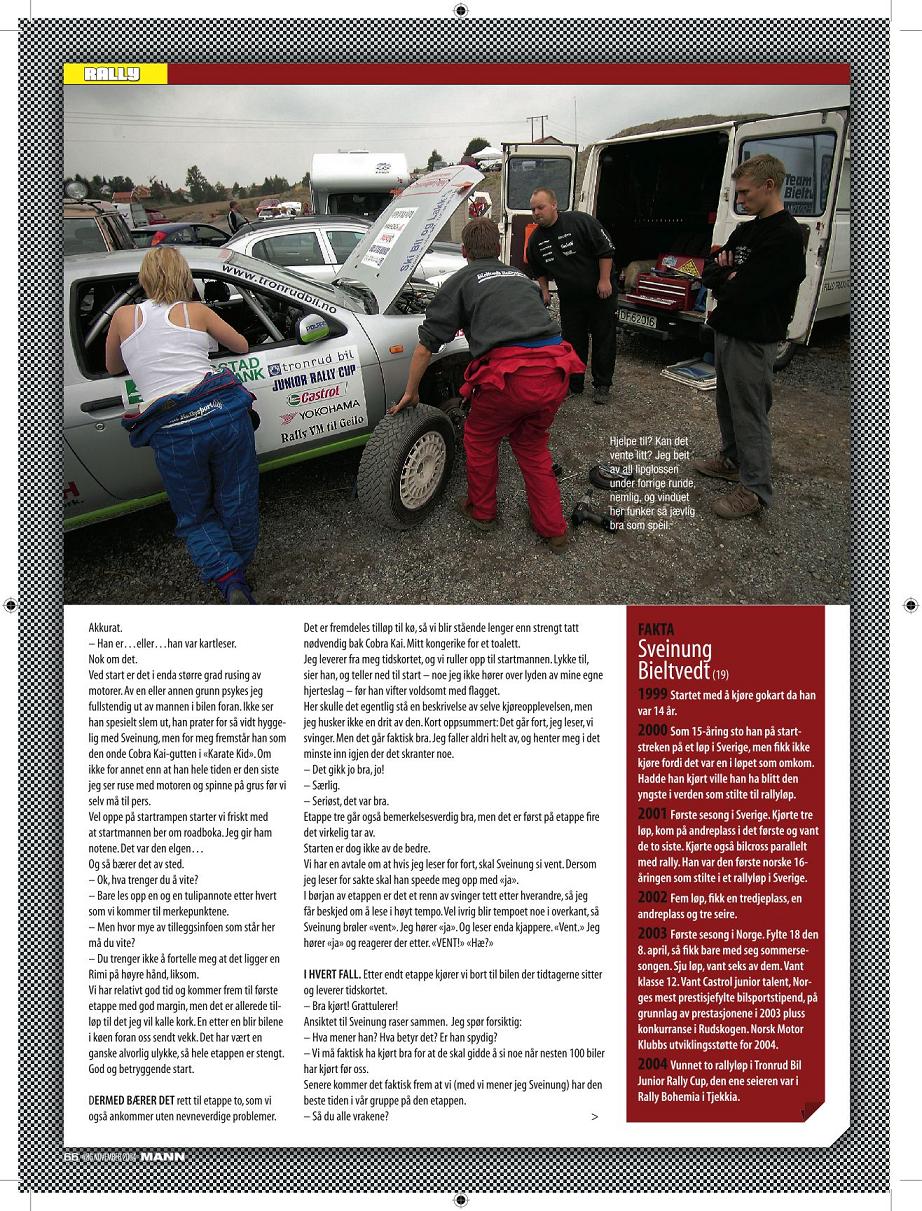 RALLY
www.tronrudbil.no
Ski Bil og Lakk
Team
Bieltv
DF 62016
STAD
BANK
tronrud bil
JUNIOR RALLY CUP
Castrol
YOKOHAMA
Rally VM til Geilo
Hjelpe til? Kan det
vente litt? Jeg beit
av all lipglossen
under forrige runde,
nemlig, og vinduet
her funker så jævlig
bra som speil.
Akkurat.
– Han er…eller…han var kartleser.
Nok om det.
Ved start er det i enda større grad rusing av
motorer. Av en eller annen grunn psykes jeg
fullstendig ut av mannen i bilen foran. Ikke ser
han spesielt slem ut, han prater for så vidt hygge-
lig med Sveinung, men for meg fremstår han som
den onde Cobra Kai-gutten i «Karate Kid». Om
ikke for annet enn at han hele tiden er den siste
jeg ser ruse med motoren og spinne på grus før vi
selv må til pers.
Vel oppe på startrampen starter vi friskt med
at startmannen ber om roadboka. Jeg gir ham
notene. Det var den elgen…
Og så bærer det av sted.
– Ok, hva trenger du å vite?
– Bare les opp en og en tulipannote etter hvert
som vi kommer til merkepunktene.
– Men hvor mye av tilleggsinfoen som står her
må du vite?
– Du trenger ikke å fortelle meg at det ligger en
Rimi på høyre hånd, liksom.
Vi har relativt god tid og kommer frem til første
etappe med god margin, men det er allerede til-
løp til det jeg vil kalle kork. En etter en blir bilene
i køen foran oss sendt vekk. Det har vært en
ganske alvorlig ulykke, så hele etappen er stengt.
God og betryggende start.
DERMED BÆRER DET rett til etappe to, som vi
også ankommer uten nevneverdige problemer.
Det er fremdeles tilløp til kø, så vi blir stående lenger enn strengt tatt
nødvendig bak Cobra Kai. Mitt kongerike for et toalett.
Jeg leverer fra meg tidskortet, og vi ruller opp til startmannen. Lykke til,
sier han, og teller ned til start – noe jeg ikke hører over lyden av mine egne
hjerteslag – før han vifter voldsomt med flagget.
Her skulle det egentlig stå en beskrivelse av selve kjøreopplevelsen, men
jeg husker ikke en drit av den. Kort oppsummert: Det går fort, jeg leser, vi
svinger. Men det går faktisk bra. Jeg faller aldri helt av, og henter meg i det
minste inn igjen der det skranter noe.
– Det gikk jo bra, jo!
– Særlig.
– Seriøst, det var bra.
Etappe tre går også bemerkelsesverdig bra, men det er først på etappe fire
det virkelig tar av.
Starten er dog ikke av de bedre.
Vi har en avtale om at hvis jeg leser for fort, skal Sveinung si vent. Dersom
jeg leser for sakte skal han speede meg opp med «ja».
I børjan av etappen er det et renn av svinger tett etter hverandre, så jeg
får beskjed om å lese i høyt tempo. Vel ivrig blir tempoet noe i overkant, så
Sveinung brøler «vent». Jeg hører «ja». Og leser enda kjappere. «Vent.» Jeg
hører «ja» og reagerer der etter. «VENT!» «Hæ?»
I HVERT FALL. Etter endt etappe kjører vi bort til bilen der tidtagerne sitter
og leverer tidskortet.
– Bra kjørt! Grattulerer!
Ansiktet til Sveinung raser sammen. Jeg spør forsiktig:
– Hva mener han? Hva betyr det? Er han spydig?
– Vi må faktisk ha kjørt bra for at de skal gidde å si noe når nesten 100 biler
har kjørt før oss.
Senere kommer det faktisk frem at vi (med vi mener jeg Sveinung) har den
beste tiden i vår gruppe på den etappen.
– Så du alle vrakene? >
FAKTA
Sveinung
Bieltvedt (19)
1999 Startet med å kjøre gokart da han
var 14 år.
2000 Som 15-åring sto han på start-
streken på et løp i Sverige, men fikk ikke
kjøre fordi det var en i løpet som omkom.
Hadde han kjørt ville han ha blitt den
yngste i verden som stilte til rallyløp.
2001 Første sesong i Sverige. Kjørte tre
løp, kom på andreplass i det første og vant
de to siste. Kjørte også bilcross parallelt
med rally. Han var den første norske 16-
åringen som stilte i et rallyløp i Sverige.
2002 Fem løp, fikk en tredjeplass, en
andreplass og tre seire.
2003 Første sesong i Norge. Fylte 18 den
8. april, så fikk bare med seg sommerse-
songen. Sju løp, vant seks av dem. Vant
klasse 12. Vant Castrol junior talent, Nor-
ges mest prestisjefylte bilsportstipend, på
grunnlag av prestasjonene i 2003 pluss
konkurranse i Rudskogen. Norsk Motor
Klubbs utviklingsstøtte for 2004.
2004 Vunnet to rallyløp i Tronrud Bil
Junior Rally Cup, den ene seieren var i
Rally Bohemia i Tjekkia.
66 #36 NOVEMBER 2004 MANN